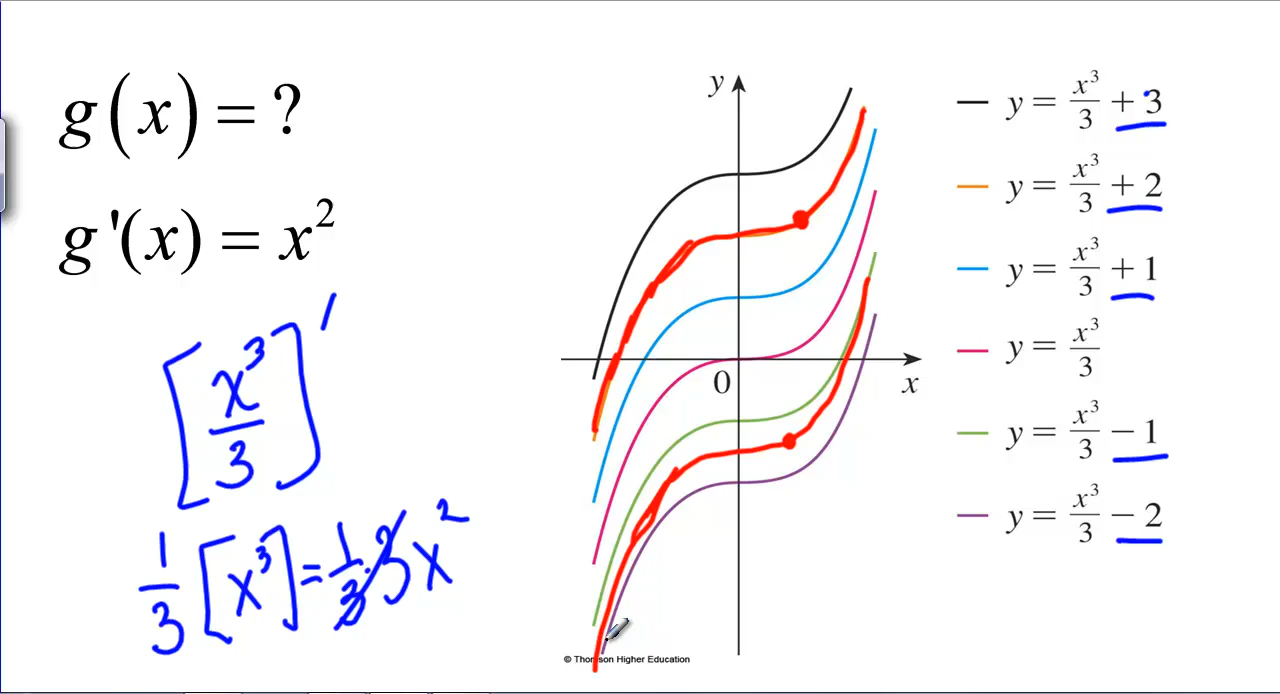 g(x) = ?
g'(x) = x²
[x³/3]'
1/3 [x³] = 1/3 · 3x²
y
0
x
y = x³/3 + 3
y = x³/3 + 2
y = x³/3 + 1
y = x³/3
y = x³/3 − 1
y = x³/3 − 2
© Thomson Higher Education